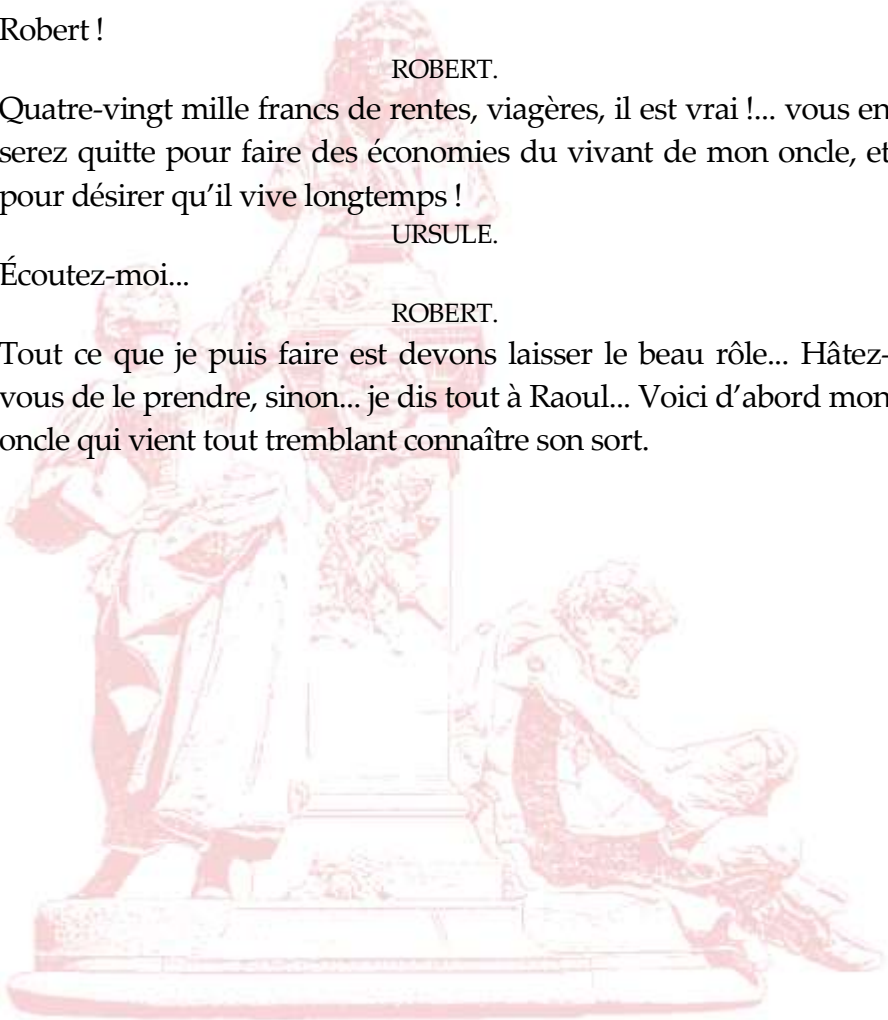 Robert !
ROBERT.
Quatre-vingt mille francs de rentes, viagères, il est vrai !... vous en
serez quitte pour faire des économies du vivant de mon oncle, et
pour désirer qu’il vive longtemps !
URSULE.
Écoutez-moi...
ROBERT.
Tout ce que je puis faire est devons laisser le beau rôle... Hâtez-
vous de le prendre, sinon... je dis tout à Raoul... Voici d’abord mon
oncle qui vient tout tremblant connaître son sort.